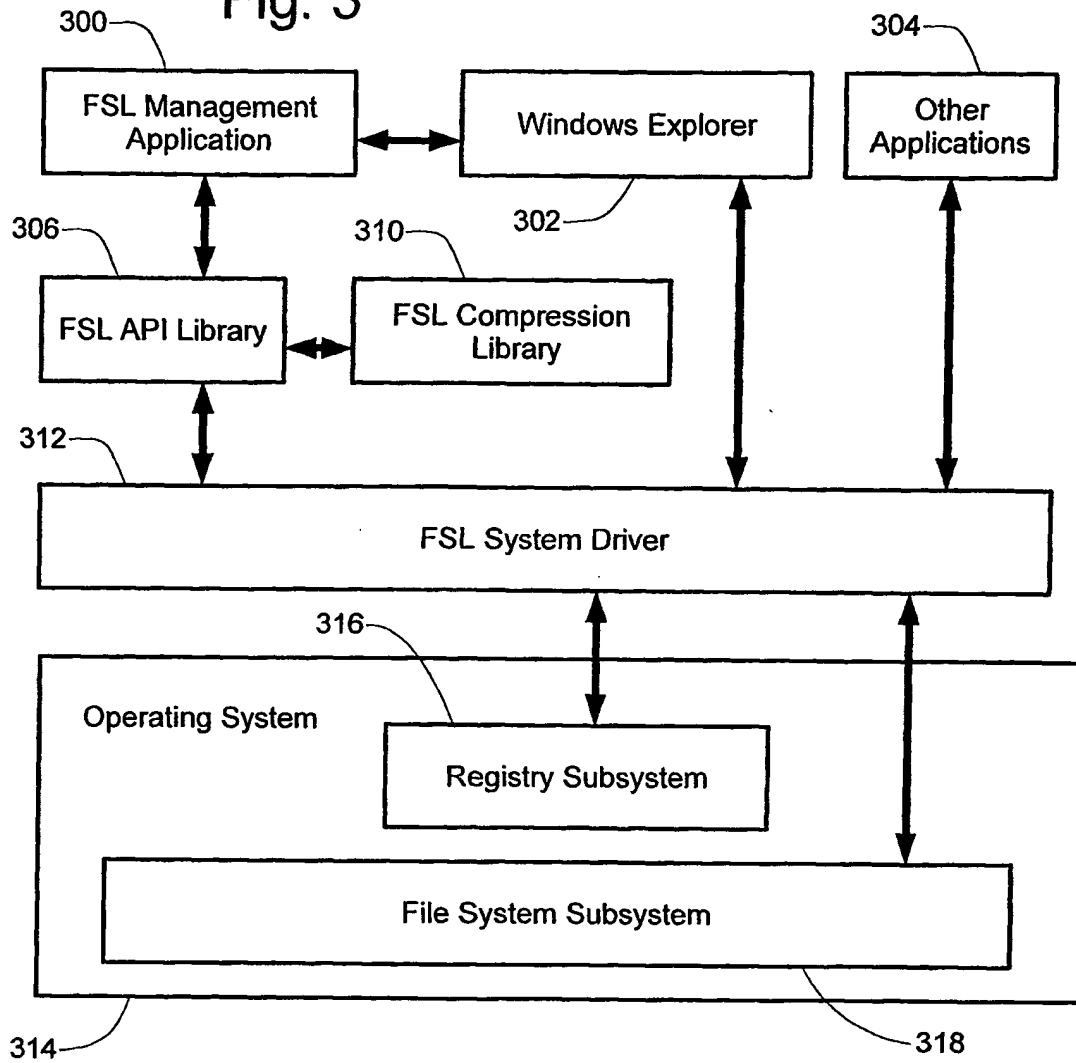 Fig. 3
300
304
FSL Management
Application
Windows Explorer
Other
Applications
302
306
310
FSL API Library
FSL Compression
Library
312
FSL System Driver
316
Operating System
Registry Subsystem
File System Subsystem
314
318